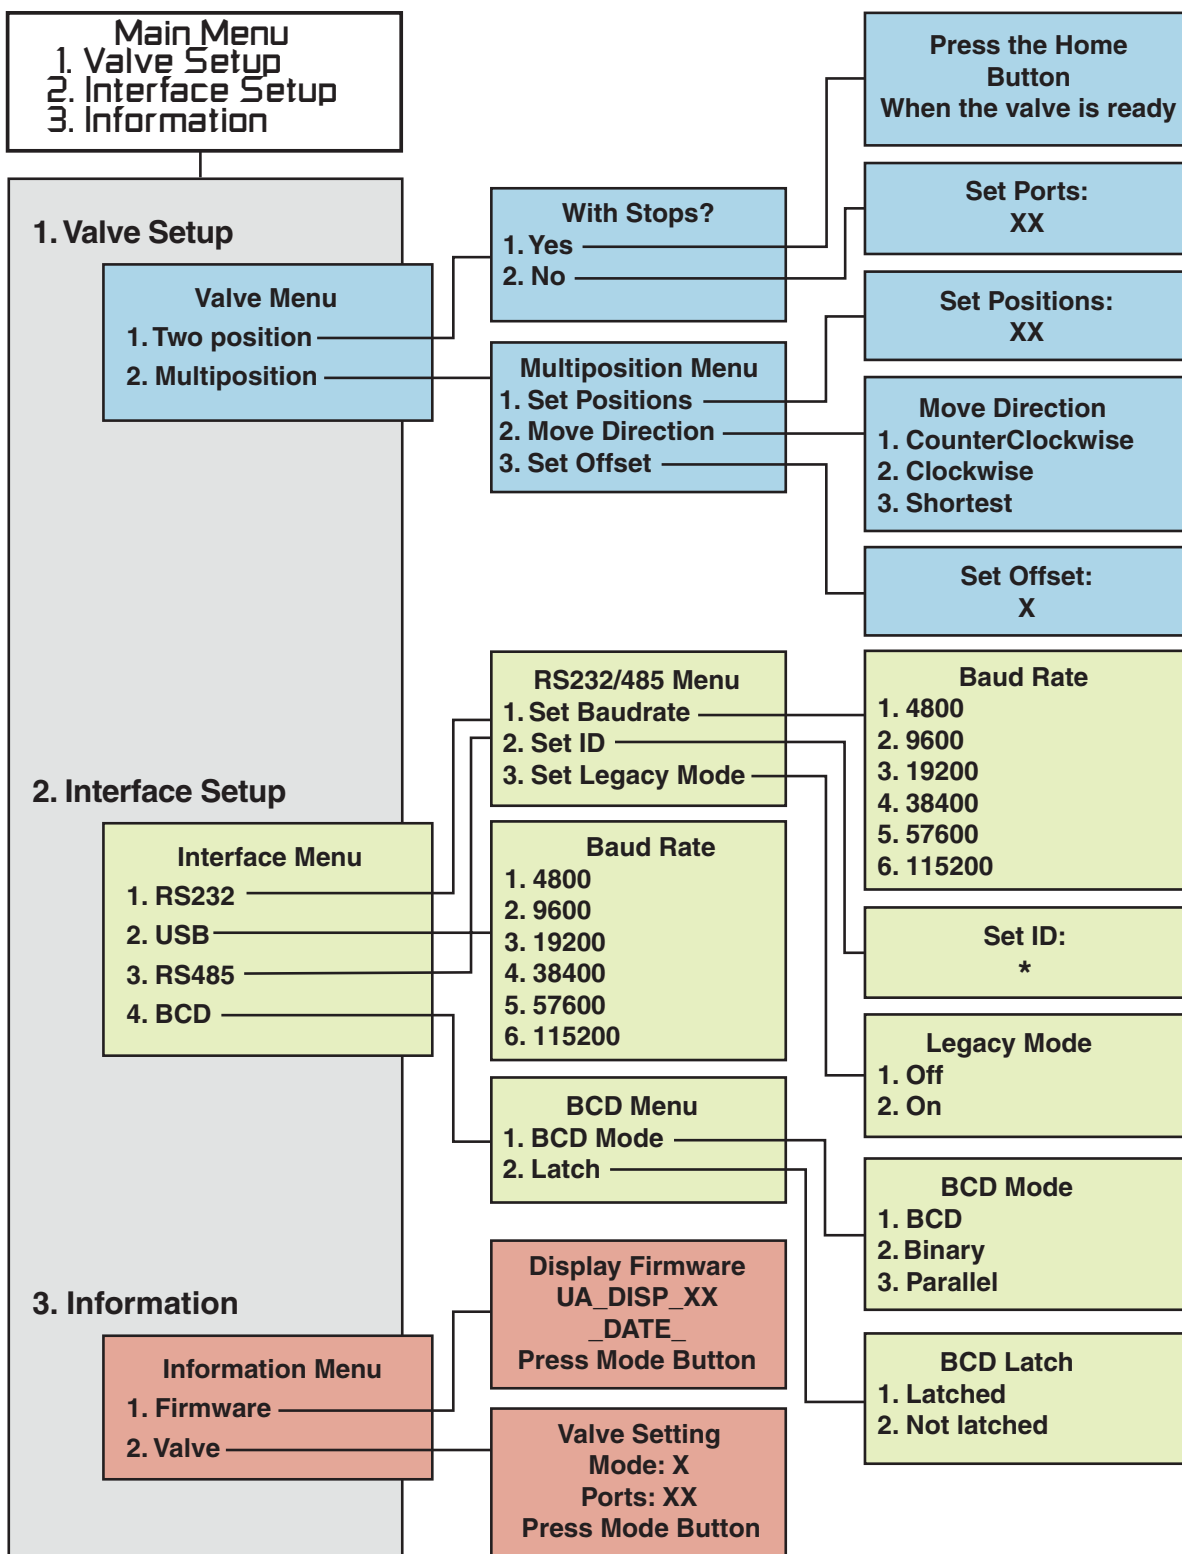 Main Menu
1. Valve Setup
2. Interface Setup
3. Information
1. Valve Setup
Valve Menu
1. Two position
2. Multiposition
With Stops?
1. Yes
2. No
Press the Home
Button
When the valve is ready
Set Ports:
XX
Multiposition Menu
1. Set Positions
2. Move Direction
3. Set Offset
Set Positions:
XX
Move Direction
1. CounterClockwise
2. Clockwise
3. Shortest
Set Offset:
X
2. Interface Setup
Interface Menu
1. RS232
2. USB
3. RS485
4. BCD
RS232/485 Menu
1. Set Baudrate
2. Set ID
3. Set Legacy Mode
Baud Rate
1. 4800
2. 9600
3. 19200
4. 38400
5. 57600
6. 115200
Baud Rate
1. 4800
2. 9600
3. 19200
4. 38400
5. 57600
6. 115200
Set ID:
*
Legacy Mode
1. Off
2. On
BCD Menu
1. BCD Mode
2. Latch
BCD Mode
1. BCD
2. Binary
3. Parallel
BCD Latch
1. Latched
2. Not latched
3. Information
Information Menu
1. Firmware
2. Valve
Display Firmware
UA_DISP_XX
_DATE_
Press Mode Button
Valve Setting
Mode: X
Ports: XX
Press Mode Button